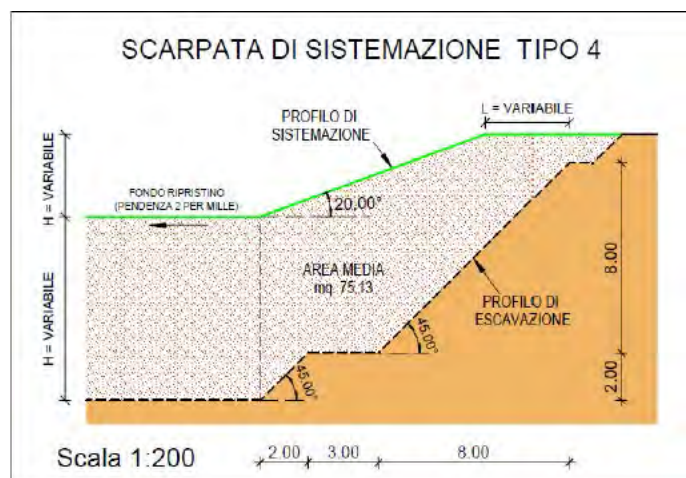 SCARPATA DI SISTEMAZIONE TIPO 4
L = VARIABILE
PROFILO DI
SISTEMAZIONE
H = VARIABILE
FONDO RIPRISTINO
(PENDENZA 2 PER MILLE)
20.00°
AREA MEDIA
mq. 75,13
8.00
PROFILO DI
ESCAVAZIONE
H = VARIABILE
45.00°
45.00°
2.00
Scala 1:200
2.00
3.00
8.00